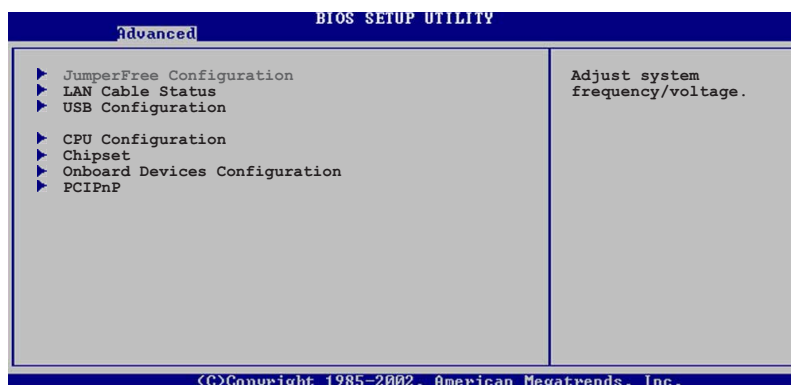 BIOS SETUP UTILITY
Advanced
JumperFree Configuration
LAN Cable Status
USB Configuration
CPU Configuration
Chipset
Onboard Devices Configuration
PCIPnP
Adjust system
frequency/voltage.
(C)Copyright 1985-2002, American Megatrends, Inc.